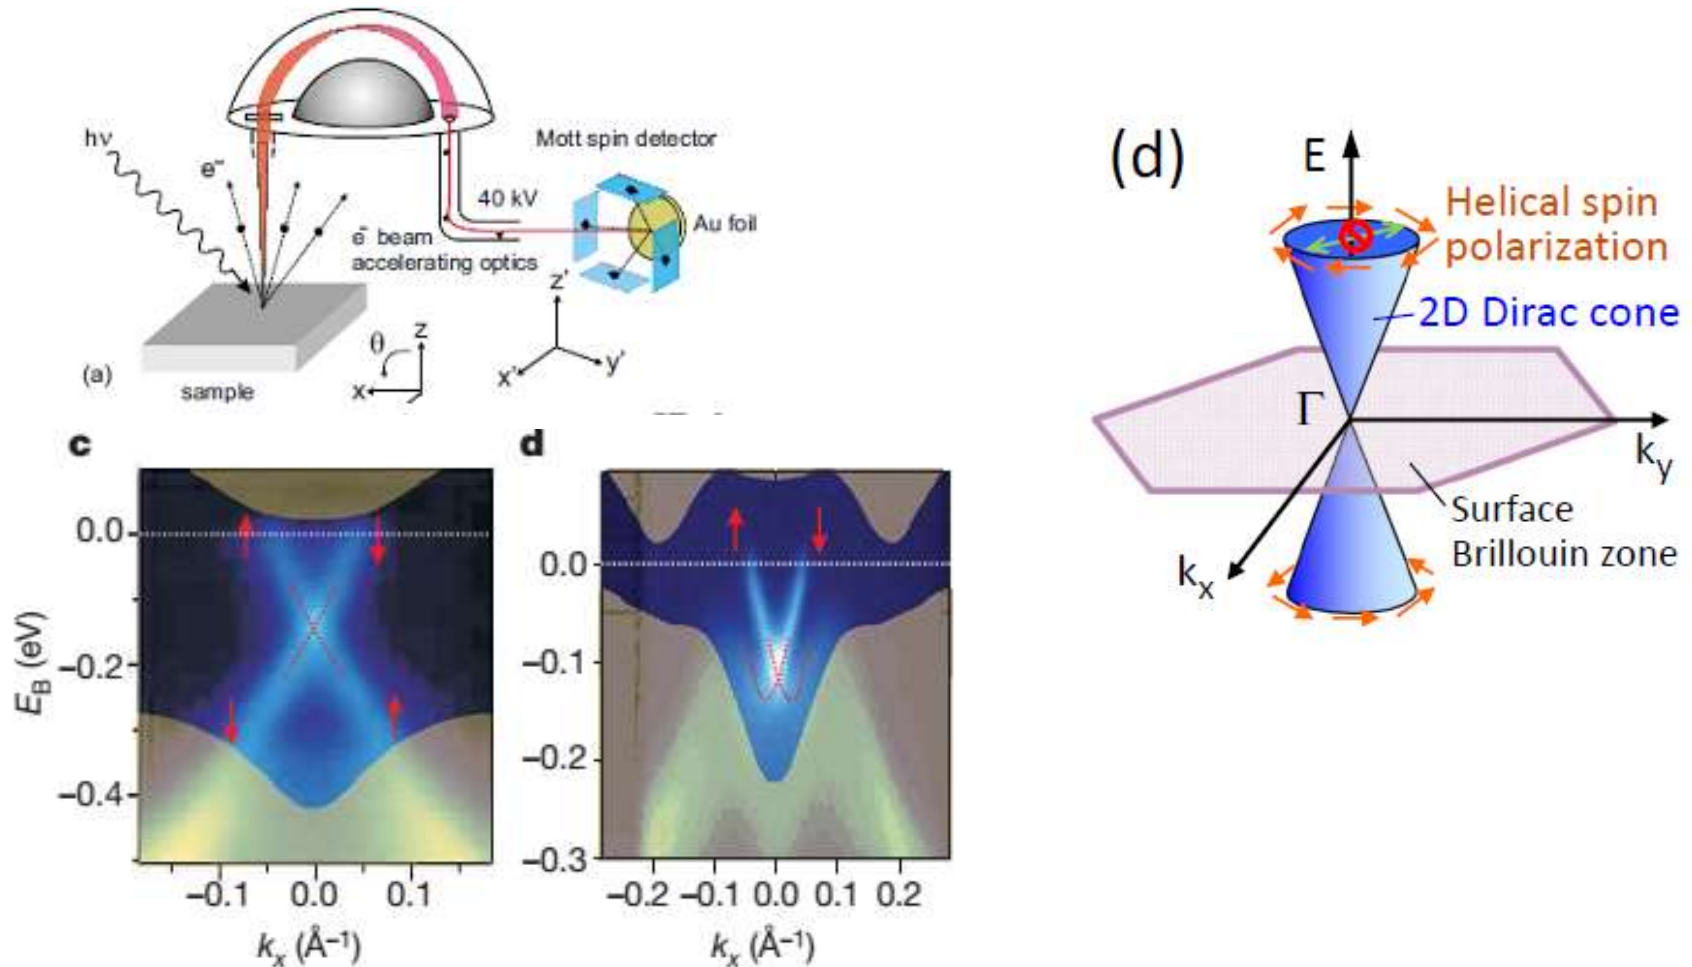 hν
e⁻
Mott spin detector
40 kV
Au foil
e⁻ beam
accelerating optics
z'
x'
y'
θ
z
x
(a)
sample
c
0.0
−0.2
−0.4
E_B (eV)
−0.1 0.0 0.1
k_x (Å⁻¹)
d
0.0
−0.1
−0.2
−0.3
−0.2 −0.1 0.0 0.1 0.2
k_x (Å⁻¹)
(d)
E
Helical spin
polarization
2D Dirac cone
Γ
k_y
k_x
Surface
Brillouin zone